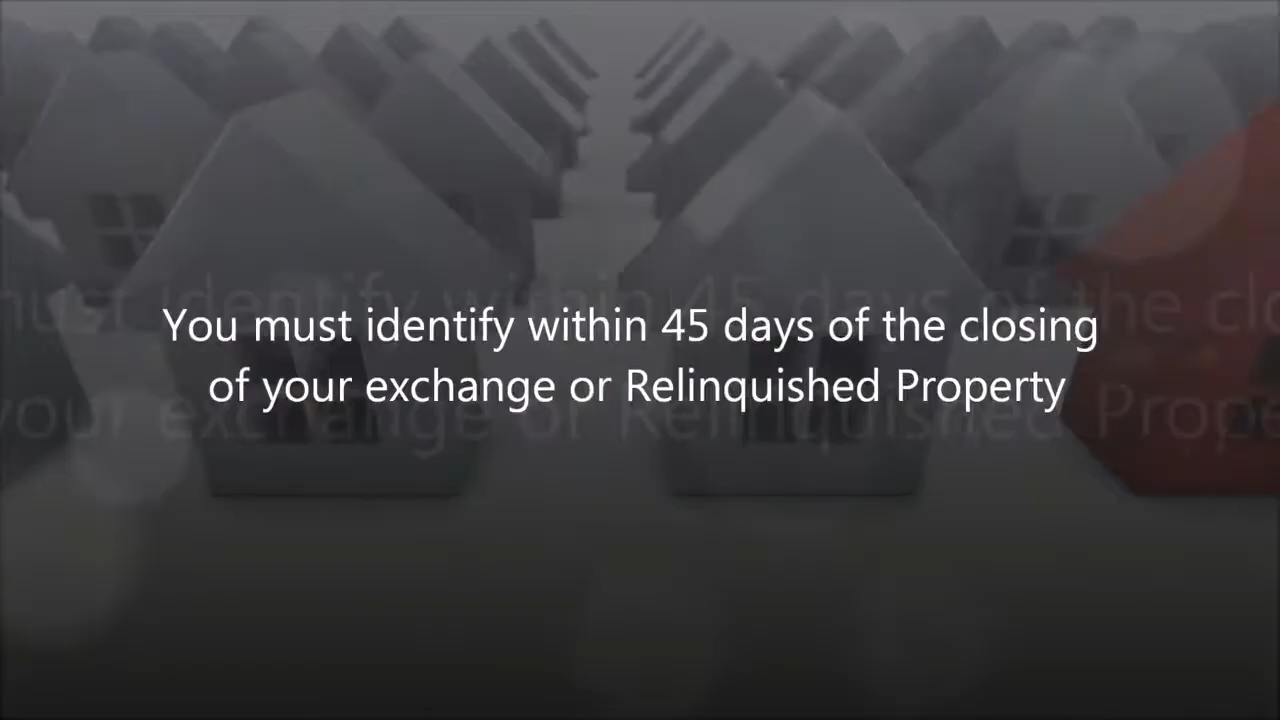 You must identify within 45 days of the closing
of your exchange or Relinquished Property